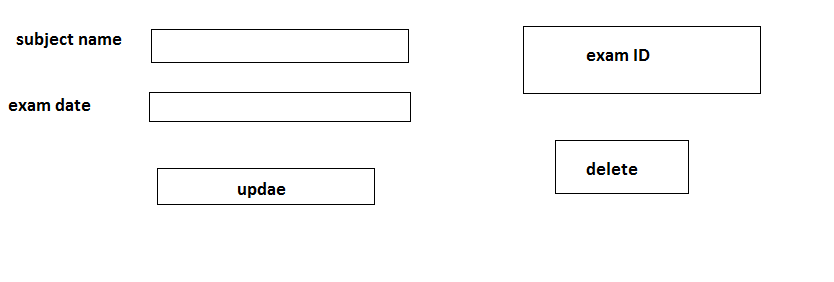 subject name
exam date
updae
exam ID
delete